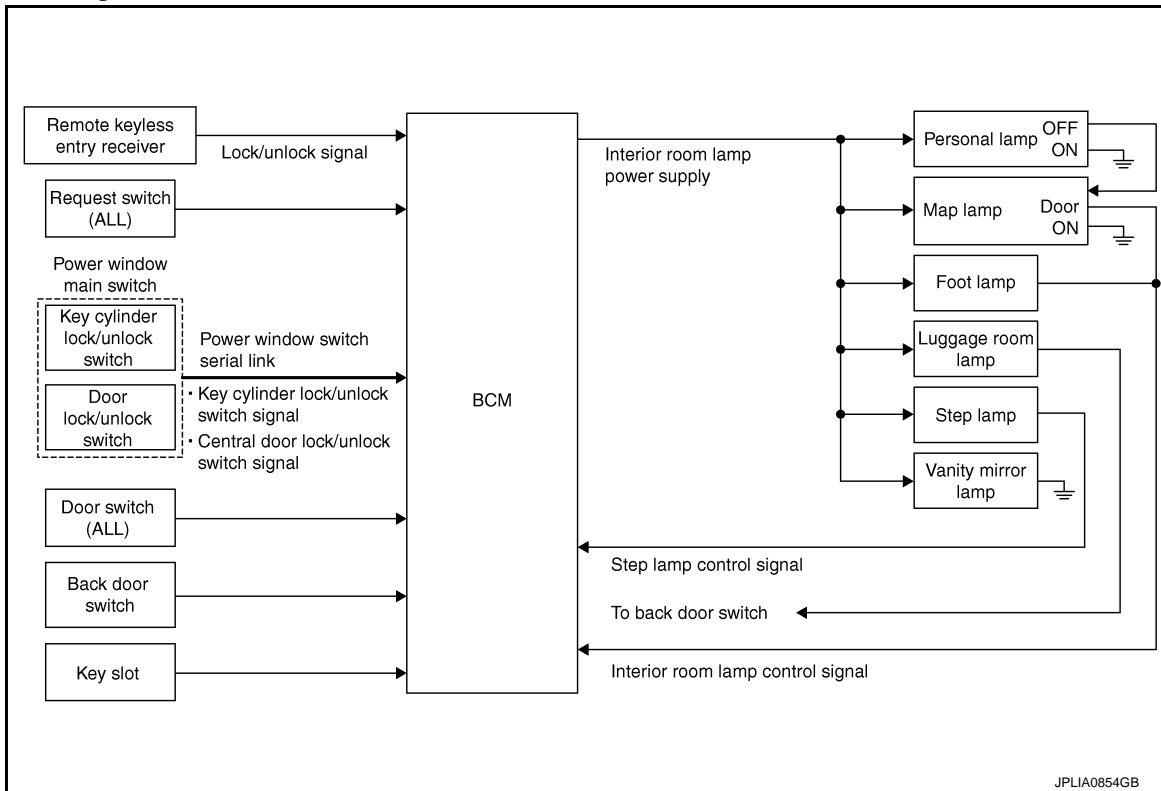 Remote keyless
entry receiver
Lock/unlock signal
Request switch
(ALL)
Power window
main switch
Key cylinder
lock/unlock
switch
Door
lock/unlock
switch
Power window switch
serial link
· Key cylinder lock/unlock
switch signal
· Central door lock/unlock
switch signal
Door switch
(ALL)
Back door
switch
Key slot
BCM
Interior room lamp
power supply
Personal lamp
OFF
ON
Map lamp
Door
ON
Foot lamp
Luggage room
lamp
Step lamp
Vanity mirror
lamp
Step lamp control signal
To back door switch
Interior room lamp control signal
JPLIA0854GB